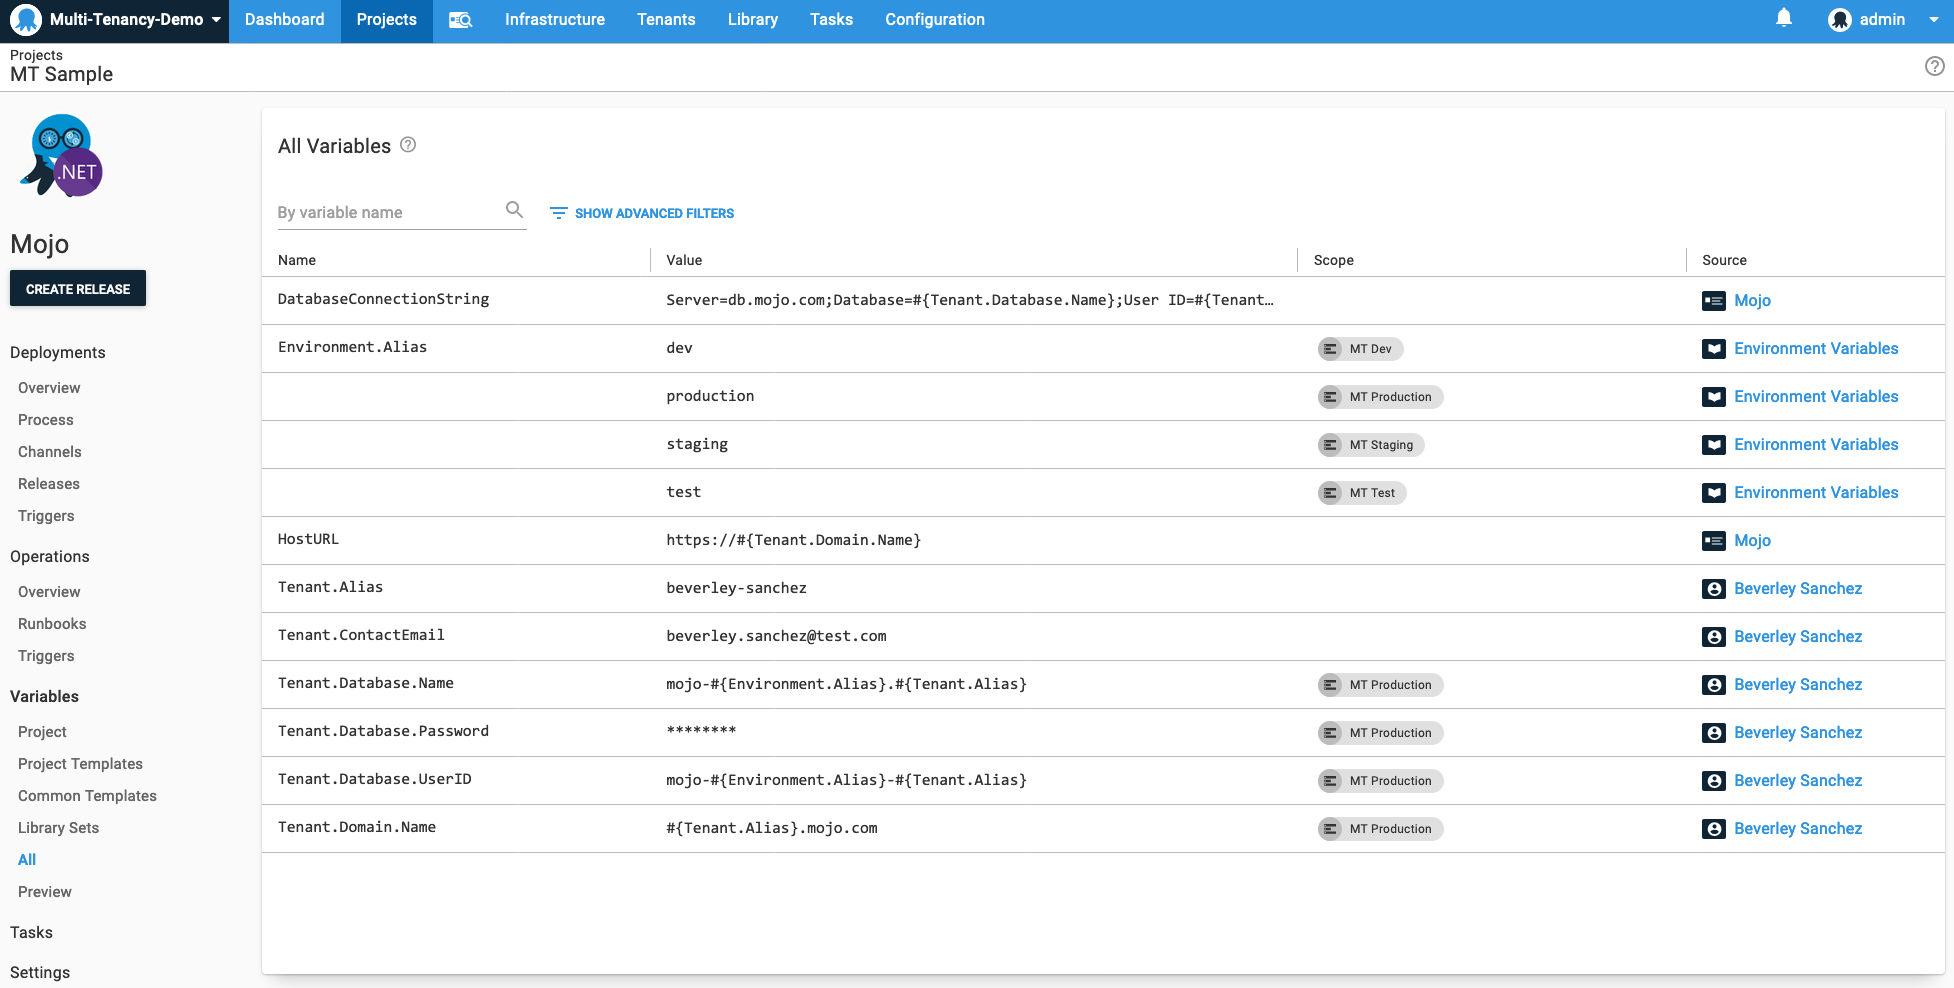 Multi-Tenancy-Demo Dashboard Projects Infrastructure Tenants Library Tasks Configuration admin
Projects
MT Sample
.NET
Mojo
CREATE RELEASE
Deployments
Overview
Process
Channels
Releases
Triggers
Operations
Overview
Runbooks
Triggers
Variables
Project
Project Templates
Common Templates
Library Sets
All
Preview
Tasks
Settings
All Variables
By variable name SHOW ADVANCED FILTERS
Name Value Scope Source
DatabaseConnectionString Server=db.mojo.com;Database=#{Tenant.Database.Name};User ID=#{Tenant… Mojo
Environment.Alias dev MT Dev Environment Variables
production MT Production Environment Variables
staging MT Staging Environment Variables
test MT Test Environment Variables
HostURL https://#{Tenant.Domain.Name} Mojo
Tenant.Alias beverley-sanchez Beverley Sanchez
Tenant.ContactEmail beverley.sanchez@test.com Beverley Sanchez
Tenant.Database.Name mojo-#{Environment.Alias}.#{Tenant.Alias} MT Production Beverley Sanchez
Tenant.Database.Password ******** MT Production Beverley Sanchez
Tenant.Database.UserID mojo-#{Environment.Alias}-#{Tenant.Alias} MT Production Beverley Sanchez
Tenant.Domain.Name #{Tenant.Alias}.mojo.com MT Production Beverley Sanchez